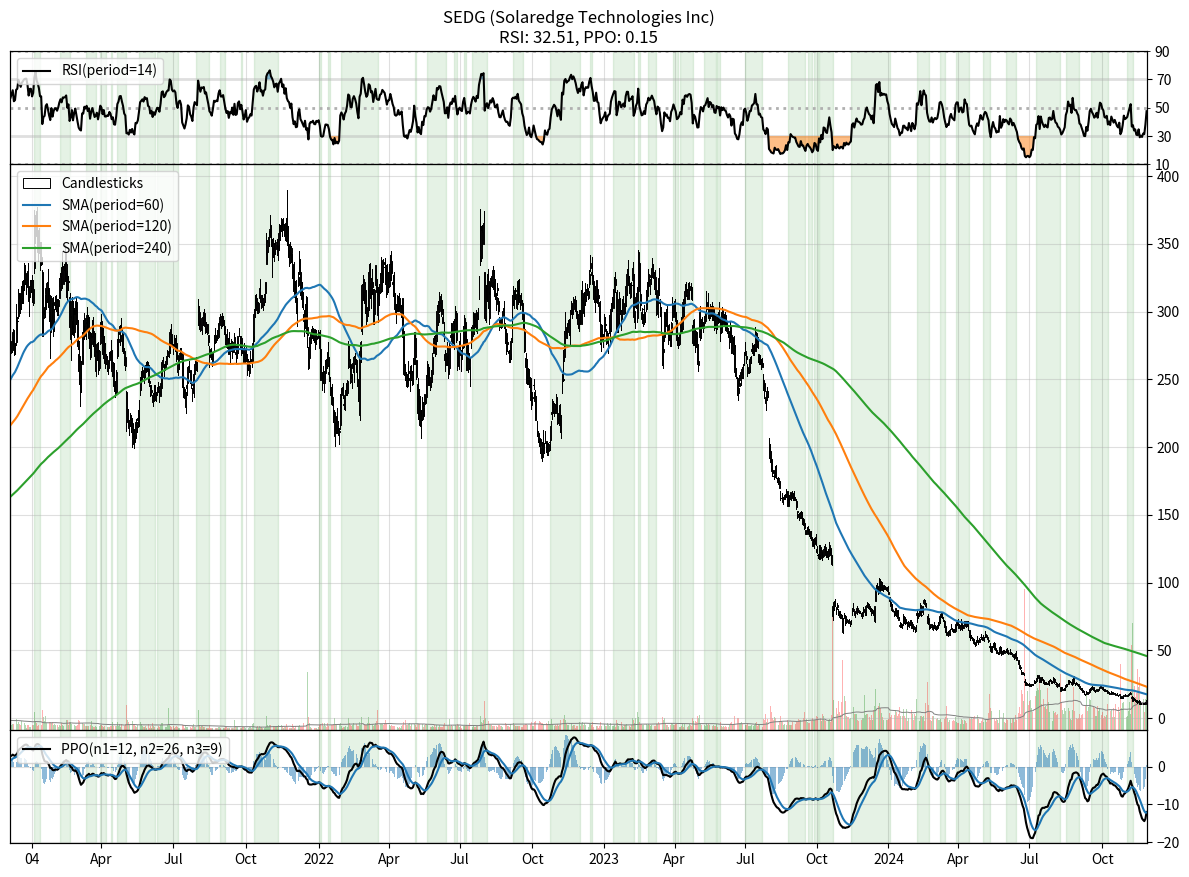 SEDG (Solaredge Technologies Inc)
RSI: 32.51, PPO: 0.15
RSI(period=14)
90
70
50
30
10
Candlesticks
SMA(period=60)
SMA(period=120)
SMA(period=240)
400
350
300
250
200
150
100
50
0
PPO(n1=12, n2=26, n3=9)
0
−10
−20
04 Apr Jul Oct 2022 Apr Jul Oct 2023 Apr Jul Oct 2024 Apr Jul Oct